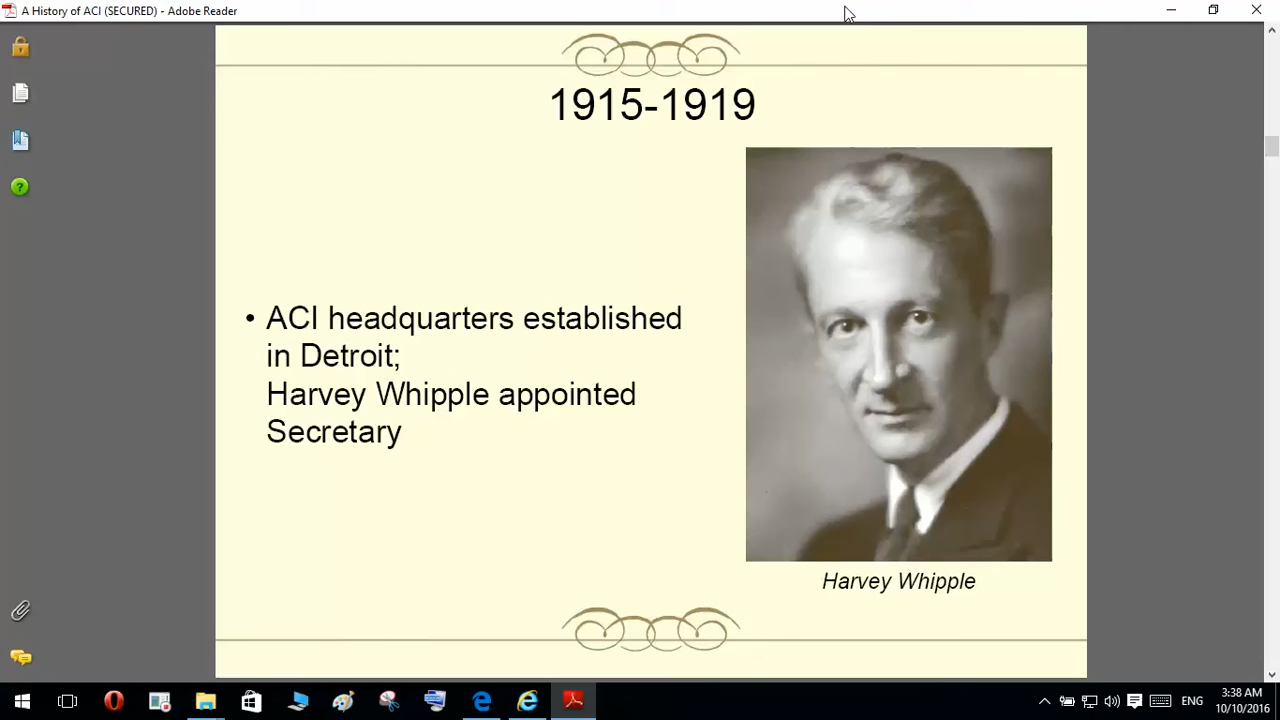 A History of ACI (SECURED) - Adobe Reader
1915-1919
• ACI headquarters established
in Detroit;
Harvey Whipple appointed
Secretary
Harvey Whipple
ENG
3:38 AM
10/10/2016